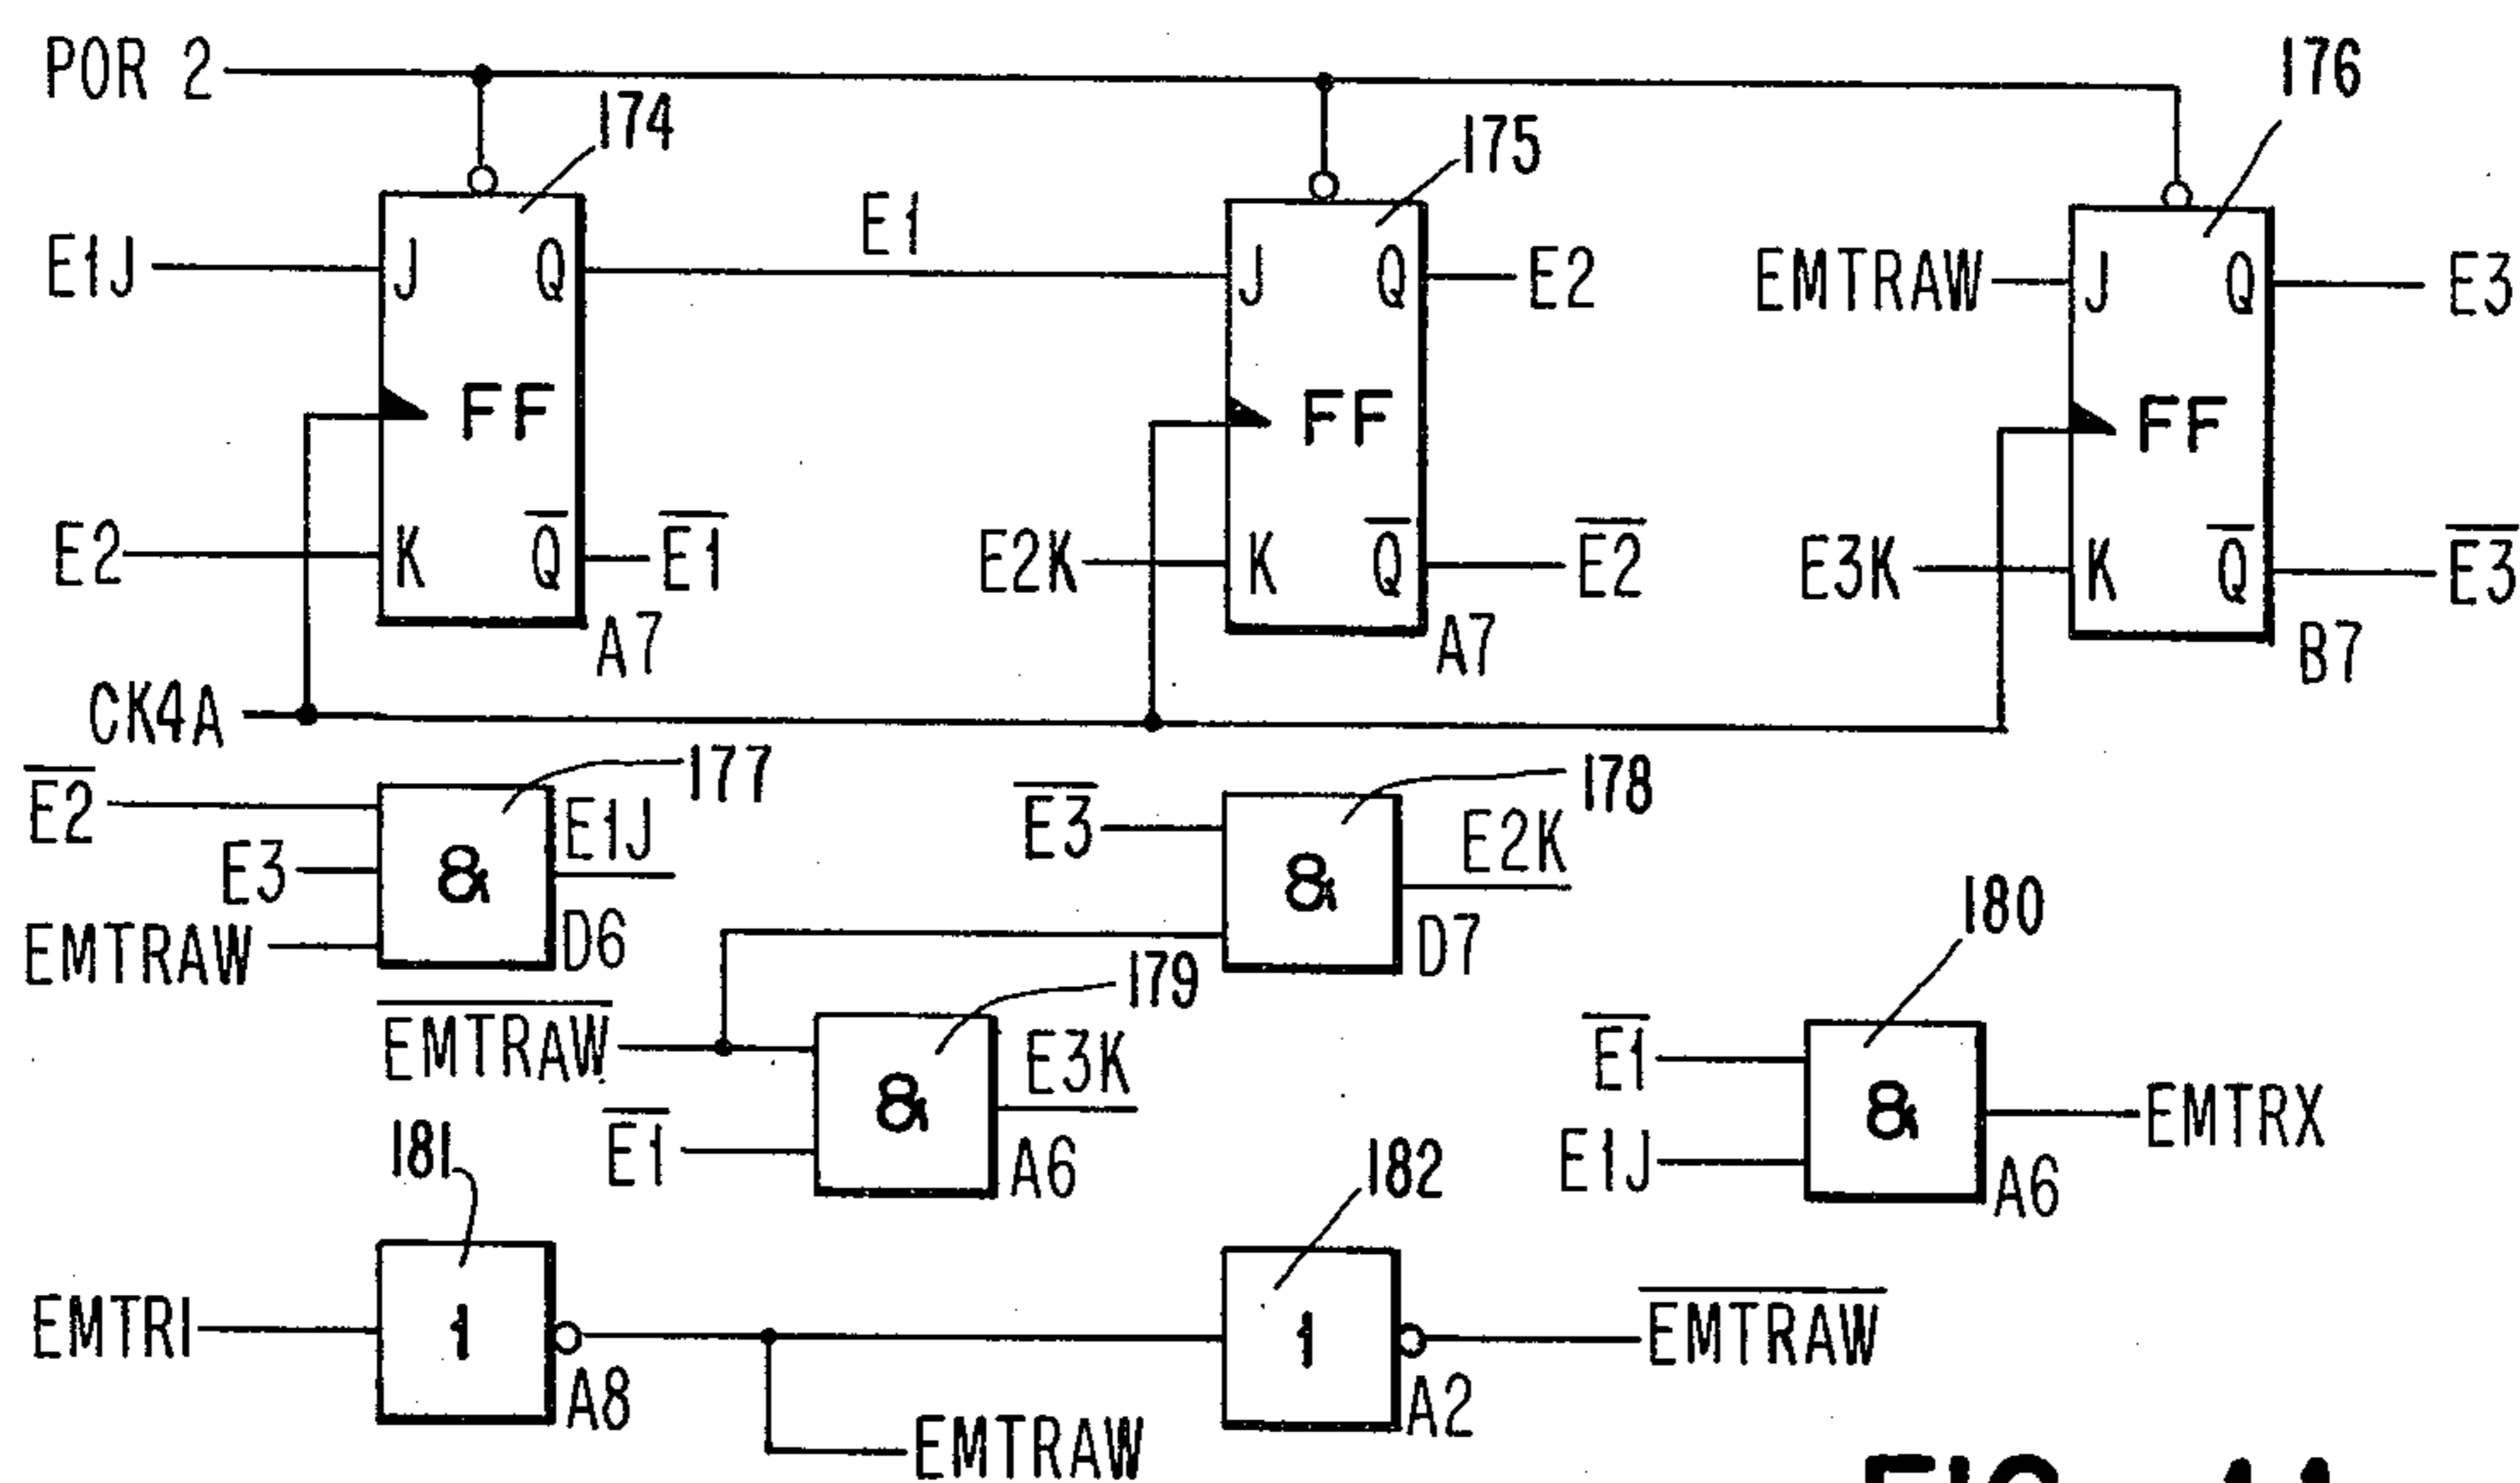 POR 2
174
175
176
E1J
J
Q
E1
J
Q
E2
EMTRAW
J
Q
E3
FF
FF
FF
E2
K
Q̅
E̅1̅
E2K
K
Q̅
E̅2̅
E3K
K
Q̅
E̅3̅
A7
A7
B7
CK4A
177
178
E̅2̅
E3
EMTRAW
&
E1J
D6
E̅3̅
&
E2K
D7
179
180
E̅M̅T̅R̅A̅W̅
E̅1̅
&
E3K
A6
E̅1̅
E1J
&
EMTRX
A6
181
182
EMTRI
1
A8
EMTRAW
1
A2
E̅M̅T̅R̅A̅W̅